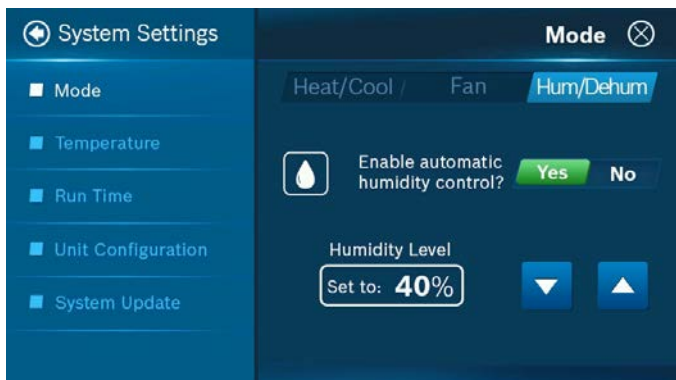 System Settings
Mode
Mode
Temperature
Run Time
Unit Configuration
System Update
Heat/Cool / Fan Hum/Dehum
Enable automatic
humidity control?
Yes No
Humidity Level
Set to: 40%